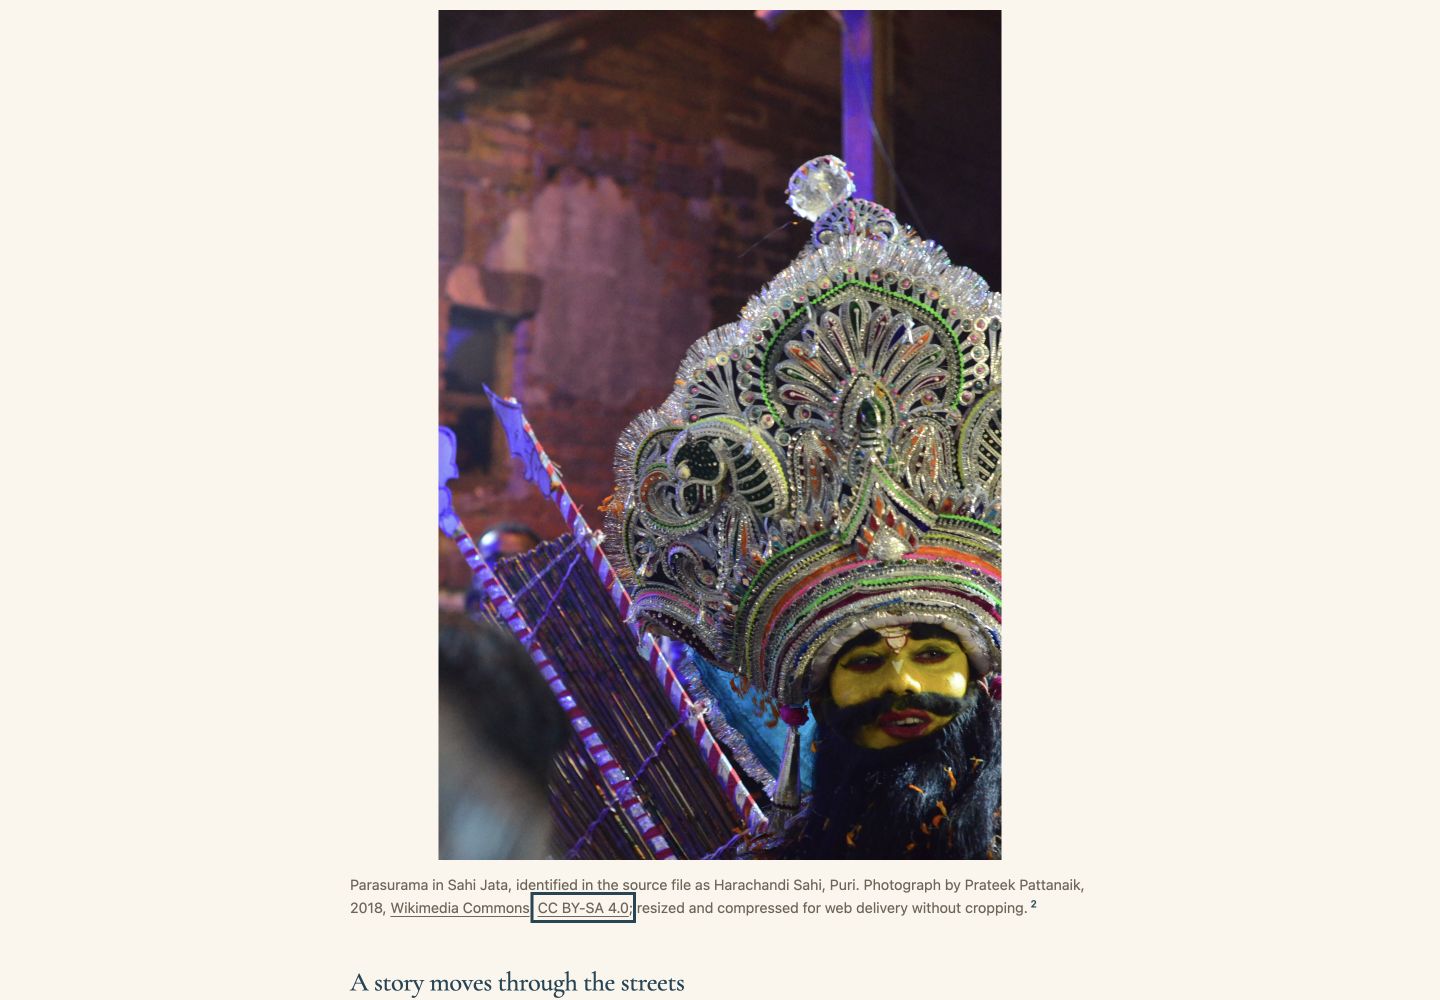 Parasurama in Sahi Jata, identified in the source file as Harachandi Sahi, Puri. Photograph by Prateek Pattanaik,
2018, Wikimedia Commons, CC BY-SA 4.0; resized and compressed for web delivery without cropping. 2
A story moves through the streets